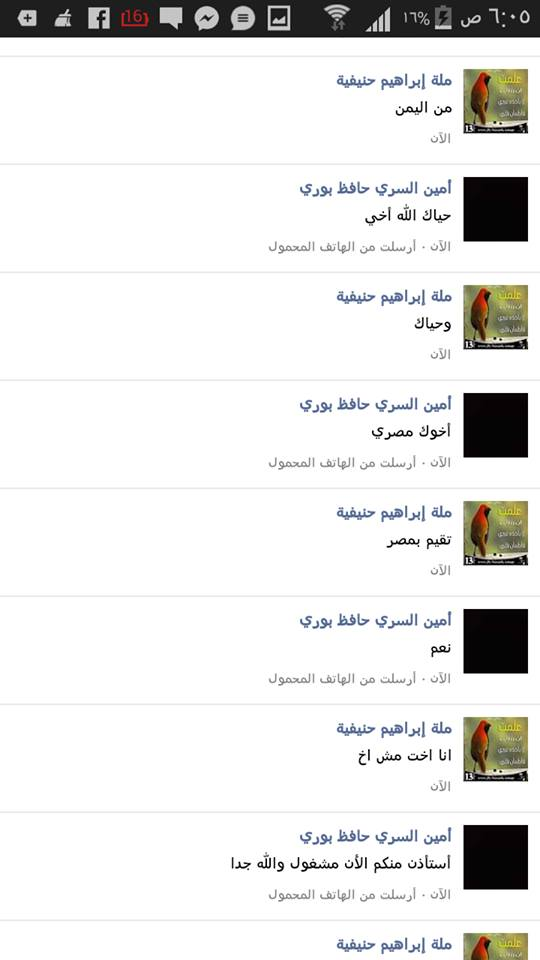 ٦:٠٥ ص ١٦%
16
ملة إبراهيم حنيفية
من اليمن
الآن
أمين السري حافظ بوري
حياك الله أخي
الآن · أرسلت من الهاتف المحمول
ملة إبراهيم حنيفية
وحياك
الآن
أمين السري حافظ بوري
أخوك مصري
الآن · أرسلت من الهاتف المحمول
ملة إبراهيم حنيفية
تقيم بمصر
الآن
أمين السري حافظ بوري
نعم
الآن · أرسلت من الهاتف المحمول
ملة إبراهيم حنيفية
انا اخت مش اخ
الآن
أمين السري حافظ بوري
أستأذن منكم الأن مشغول والله جدا
الآن · أرسلت من الهاتف المحمول
ملة إبراهيم حنيفية